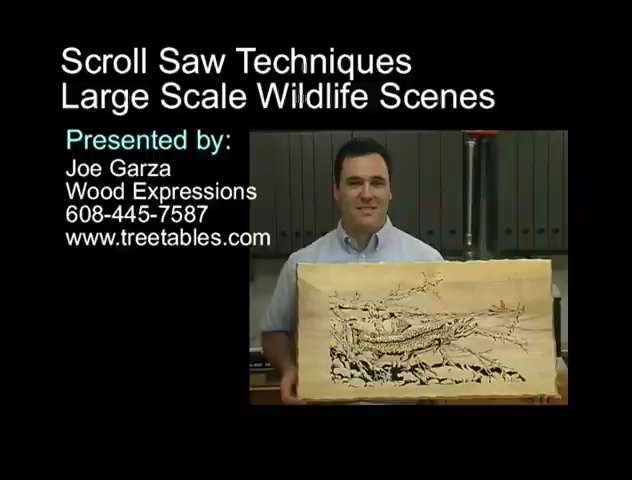 Scroll Saw Techniques
Large Scale Wildlife Scenes
Presented by:
Joe Garza
Wood Expressions
608-445-7587
www.treetables.com